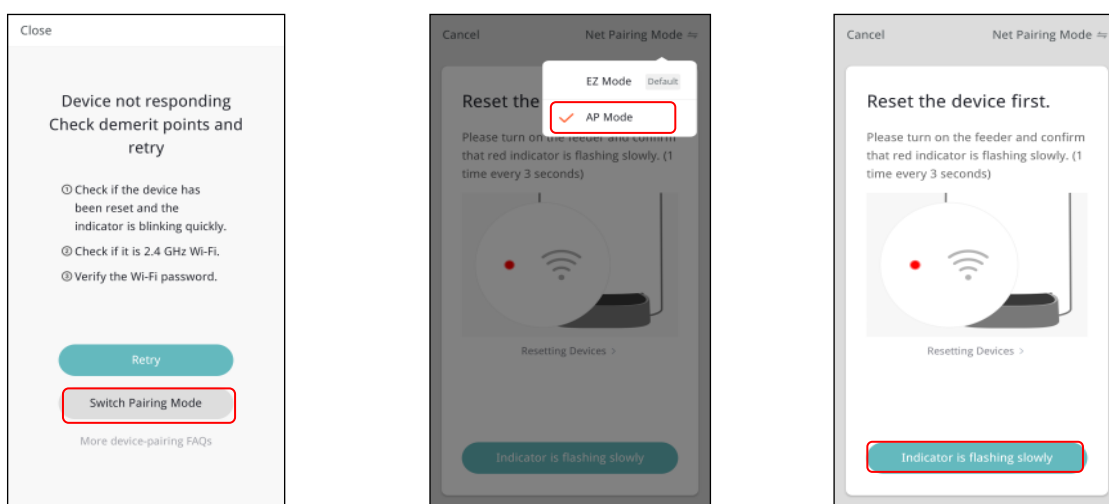 Close
Device not responding
Check demerit points and
retry
① Check if the device has
been reset and the
indicator is blinking quickly.
② Check if it is 2.4 GHz Wi-Fi.
③ Verify the Wi-Fi password.
Retry
Switch Pairing Mode
More device-pairing FAQs
Cancel
Net Pairing Mode ⇋
EZ Mode Default
AP Mode
Reset the
Please turn on the feeder and confirm
that red indicator is flashing slowly. (1
time every 3 seconds)
Resetting Devices >
Indicator is flashing slowly
Cancel
Net Pairing Mode ⇋
Reset the device first.
Please turn on the feeder and confirm
that red indicator is flashing slowly. (1
time every 3 seconds)
Resetting Devices >
Indicator is flashing slowly